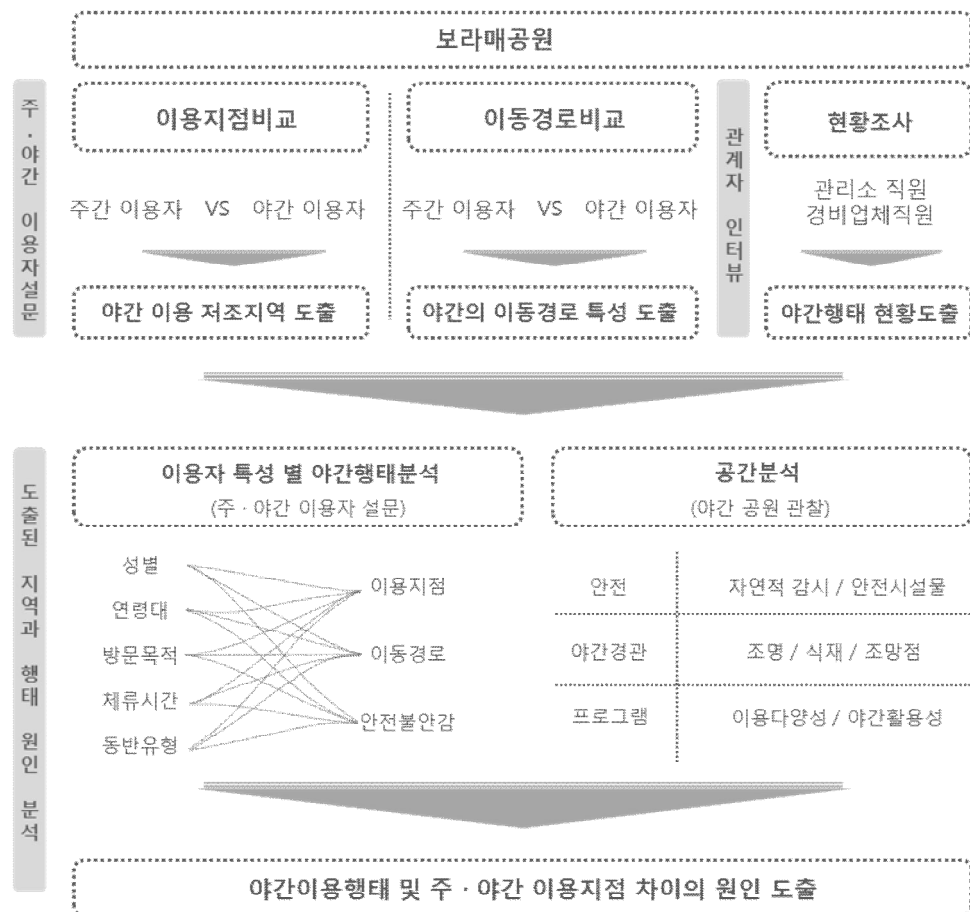 보라매공원
주 · 야간 이용자설문
이용지점비교
주간 이용자 VS 야간 이용자
야간 이용 저조지역 도출
이동경로비교
주간 이용자 VS 야간 이용자
야간의 이동경로 특성 도출
관계자 인터뷰
현황조사
관리소 직원
경비업체직원
야간행태 현황도출
도출된 지역과 행태 원인 분석
이용자 특성 별 야간행태분석
(주 · 야간 이용자 설문)
성별
연령대
방문목적
체류시간
동반유형
이용지점
이동경로
안전불안감
공간분석
(야간 공원 관찰)
안전 자연적 감시 / 안전시설물
야간경관 조명 / 식재 / 조망점
프로그램 이용다양성 / 야간활용성
야간이용행태 및 주 · 야간 이용지점 차이의 원인 도출